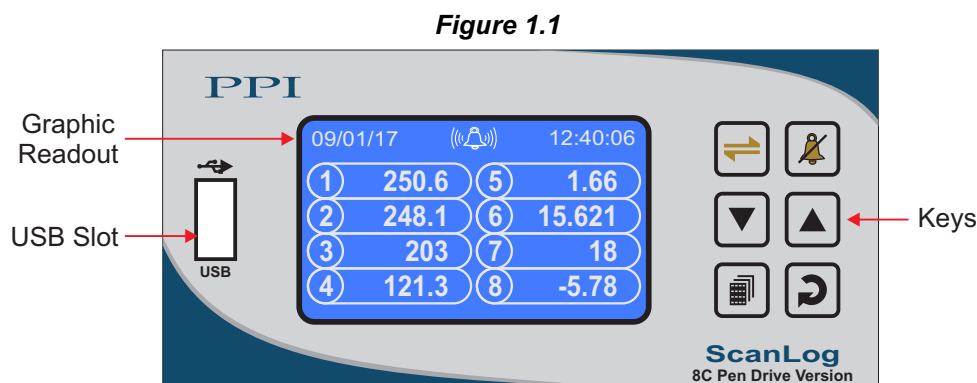 Figure 1.1
PPI
Graphic
Readout
09/01/17 12:40:06
1 250.6 5 1.66
2 248.1 6 15.621
3 203 7 18
4 121.3 8 -5.78
USB Slot
USB
Keys
ScanLog
8C Pen Drive Version